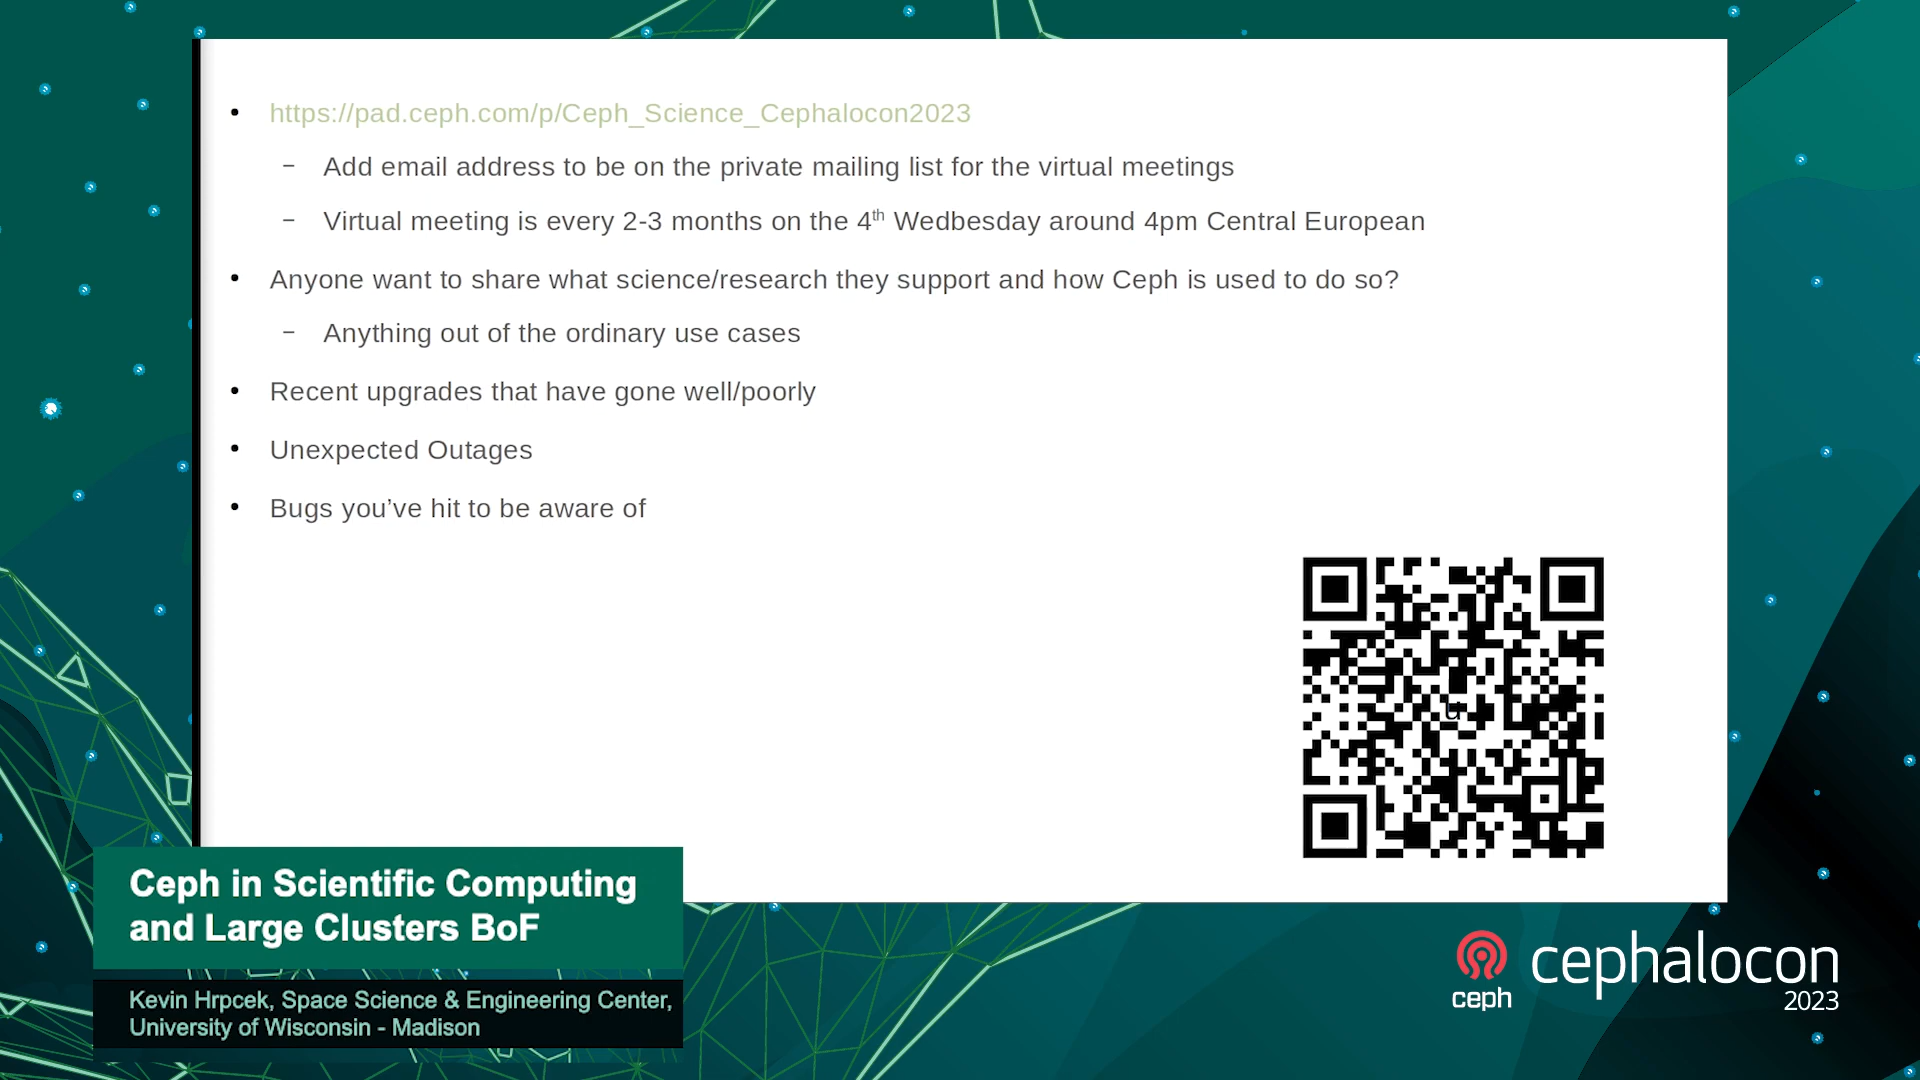 https://pad.ceph.com/p/Ceph_Science_Cephalocon2023
Add email address to be on the private mailing list for the virtual meetings
Virtual meeting is every 2-3 months on the 4th Wedbesday around 4pm Central European
Anyone want to share what science/research they support and how Ceph is used to do so?
Anything out of the ordinary use cases
Recent upgrades that have gone well/poorly
Unexpected Outages
Bugs you’ve hit to be aware of
u
Ceph in Scientific Computing
and Large Clusters BoF
Kevin Hrpcek, Space Science & Engineering Center,
University of Wisconsin - Madison
ceph
cephalocon
2023